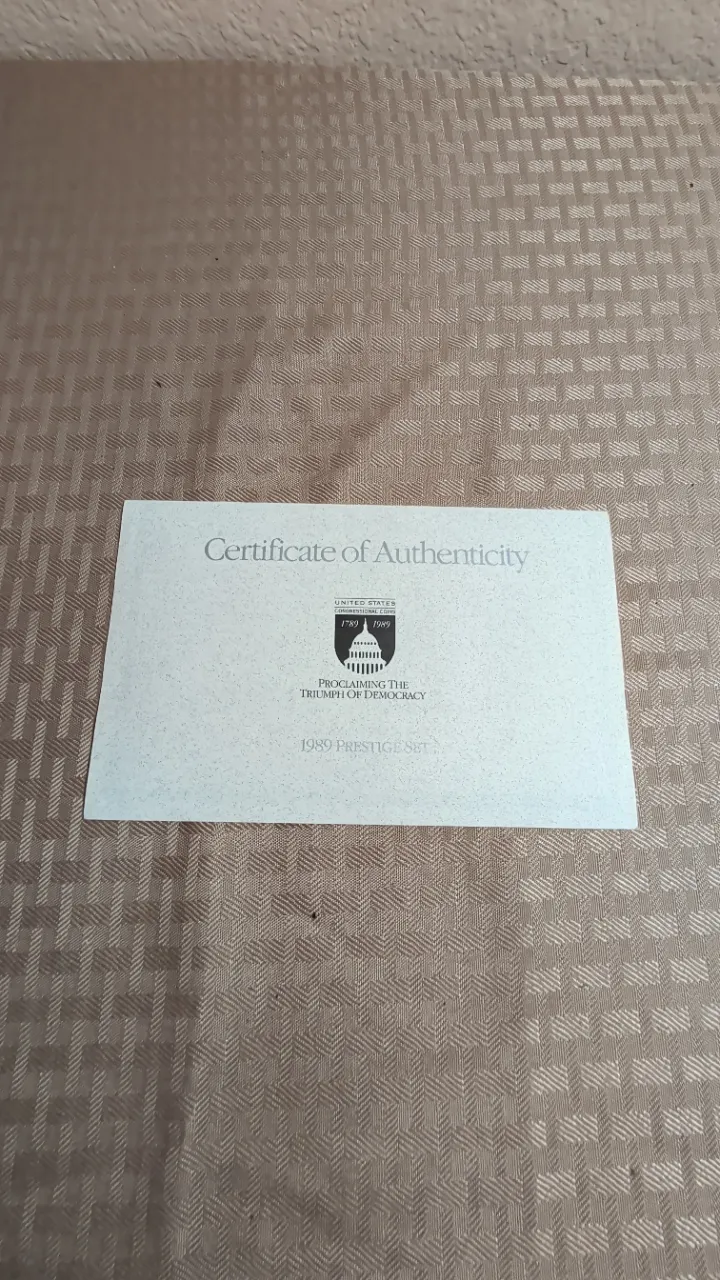 Certificate of Authenticity
UNITED STATES
CONGRESSIONAL COINS
1789 1989
PROCLAIMING THE
TRIUMPH OF DEMOCRACY
1989 PRESTIGE SET